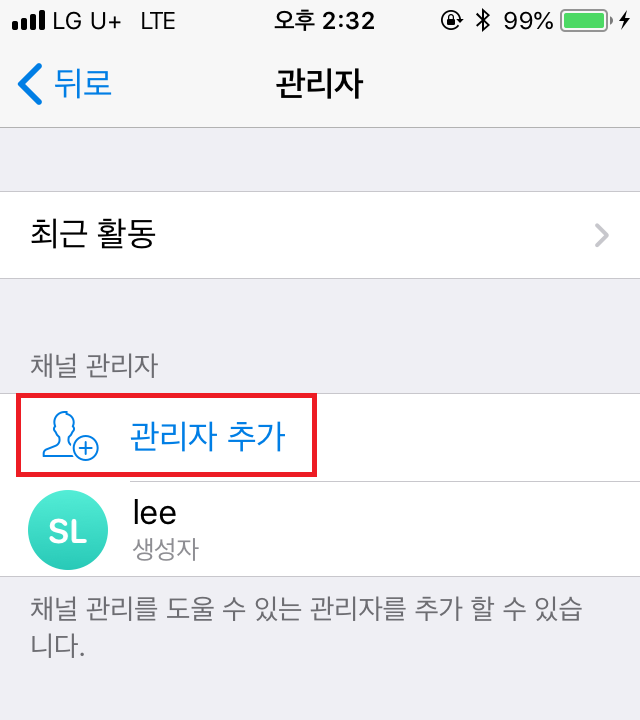 LG U+ LTE 오후 2:32 99%
뒤로 관리자
최근 활동
채널 관리자
관리자 추가
SL lee
생성자
채널 관리를 도울 수 있는 관리자를 추가 할 수 있습
니다.